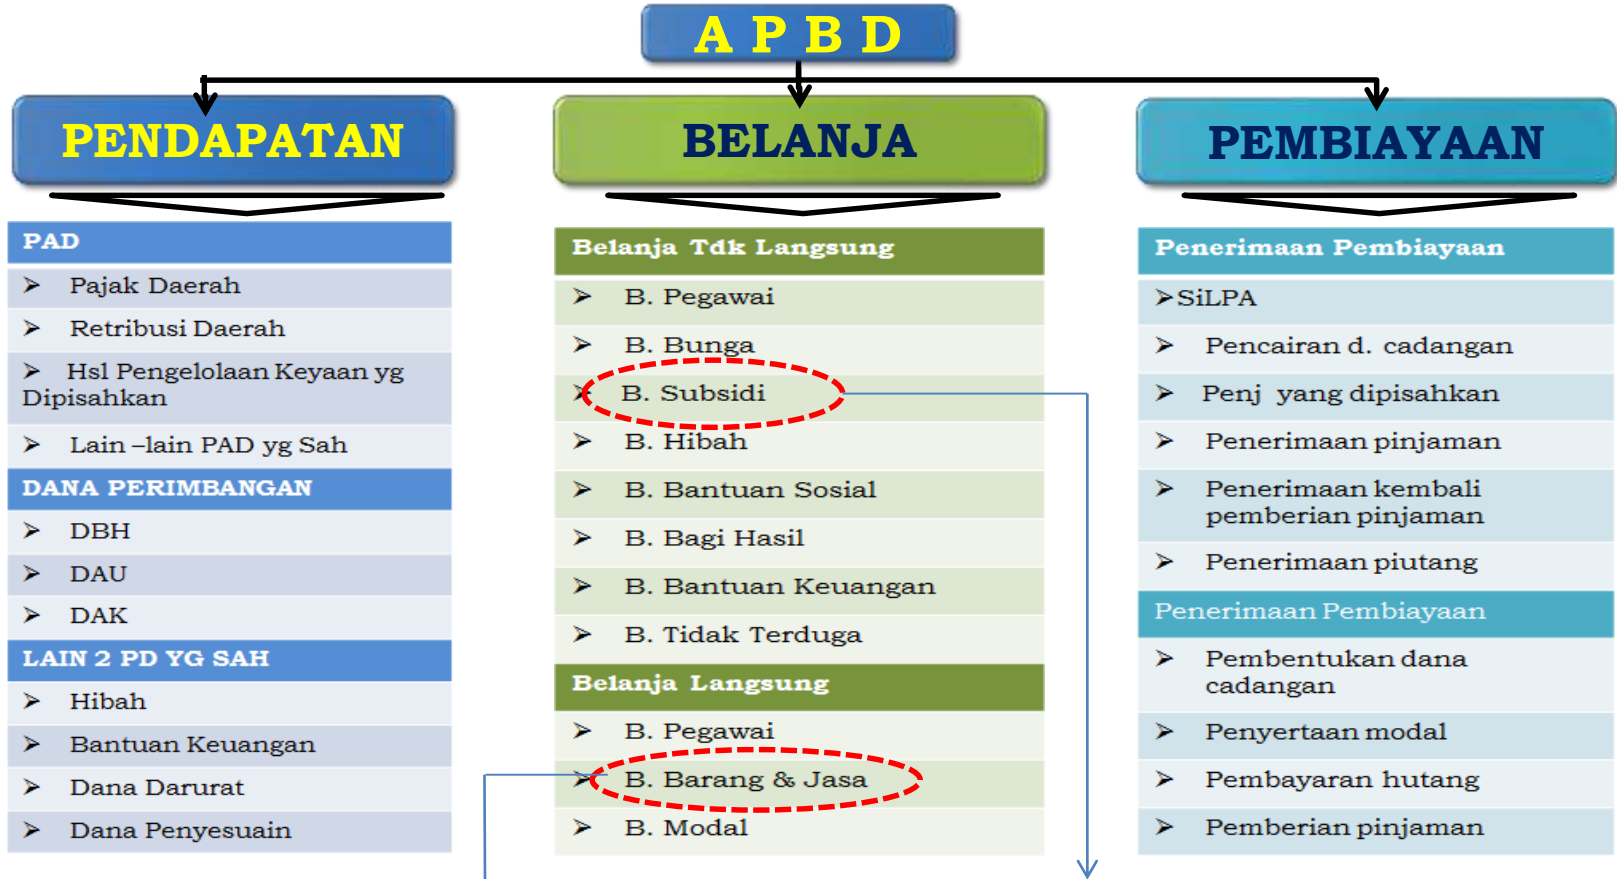 A P B D
PENDAPATAN
PAD
➢ Pajak Daerah
➢ Retribusi Daerah
➢ Hsl Pengelolaan Keyaan yg
Dipisahkan
➢ Lain –lain PAD yg Sah
DANA PERIMBANGAN
➢ DBH
➢ DAU
➢ DAK
LAIN 2 PD YG SAH
➢ Hibah
➢ Bantuan Keuangan
➢ Dana Darurat
➢ Dana Penyesuain
BELANJA
Belanja Tdk Langsung
➢ B. Pegawai
➢ B. Bunga
➢ B. Subsidi
➢ B. Hibah
➢ B. Bantuan Sosial
➢ B. Bagi Hasil
➢ B. Bantuan Keuangan
➢ B. Tidak Terduga
Belanja Langsung
➢ B. Pegawai
➢ B. Barang & Jasa
➢ B. Modal
PEMBIAYAAN
Penerimaan Pembiayaan
➢SiLPA
➢ Pencairan d. cadangan
➢ Penj yang dipisahkan
➢ Penerimaan pinjaman
➢ Penerimaan kembali
pemberian pinjaman
➢ Penerimaan piutang
Penerimaan Pembiayaan
➢ Pembentukan dana
cadangan
➢ Penyertaan modal
➢ Pembayaran hutang
➢ Pemberian pinjaman